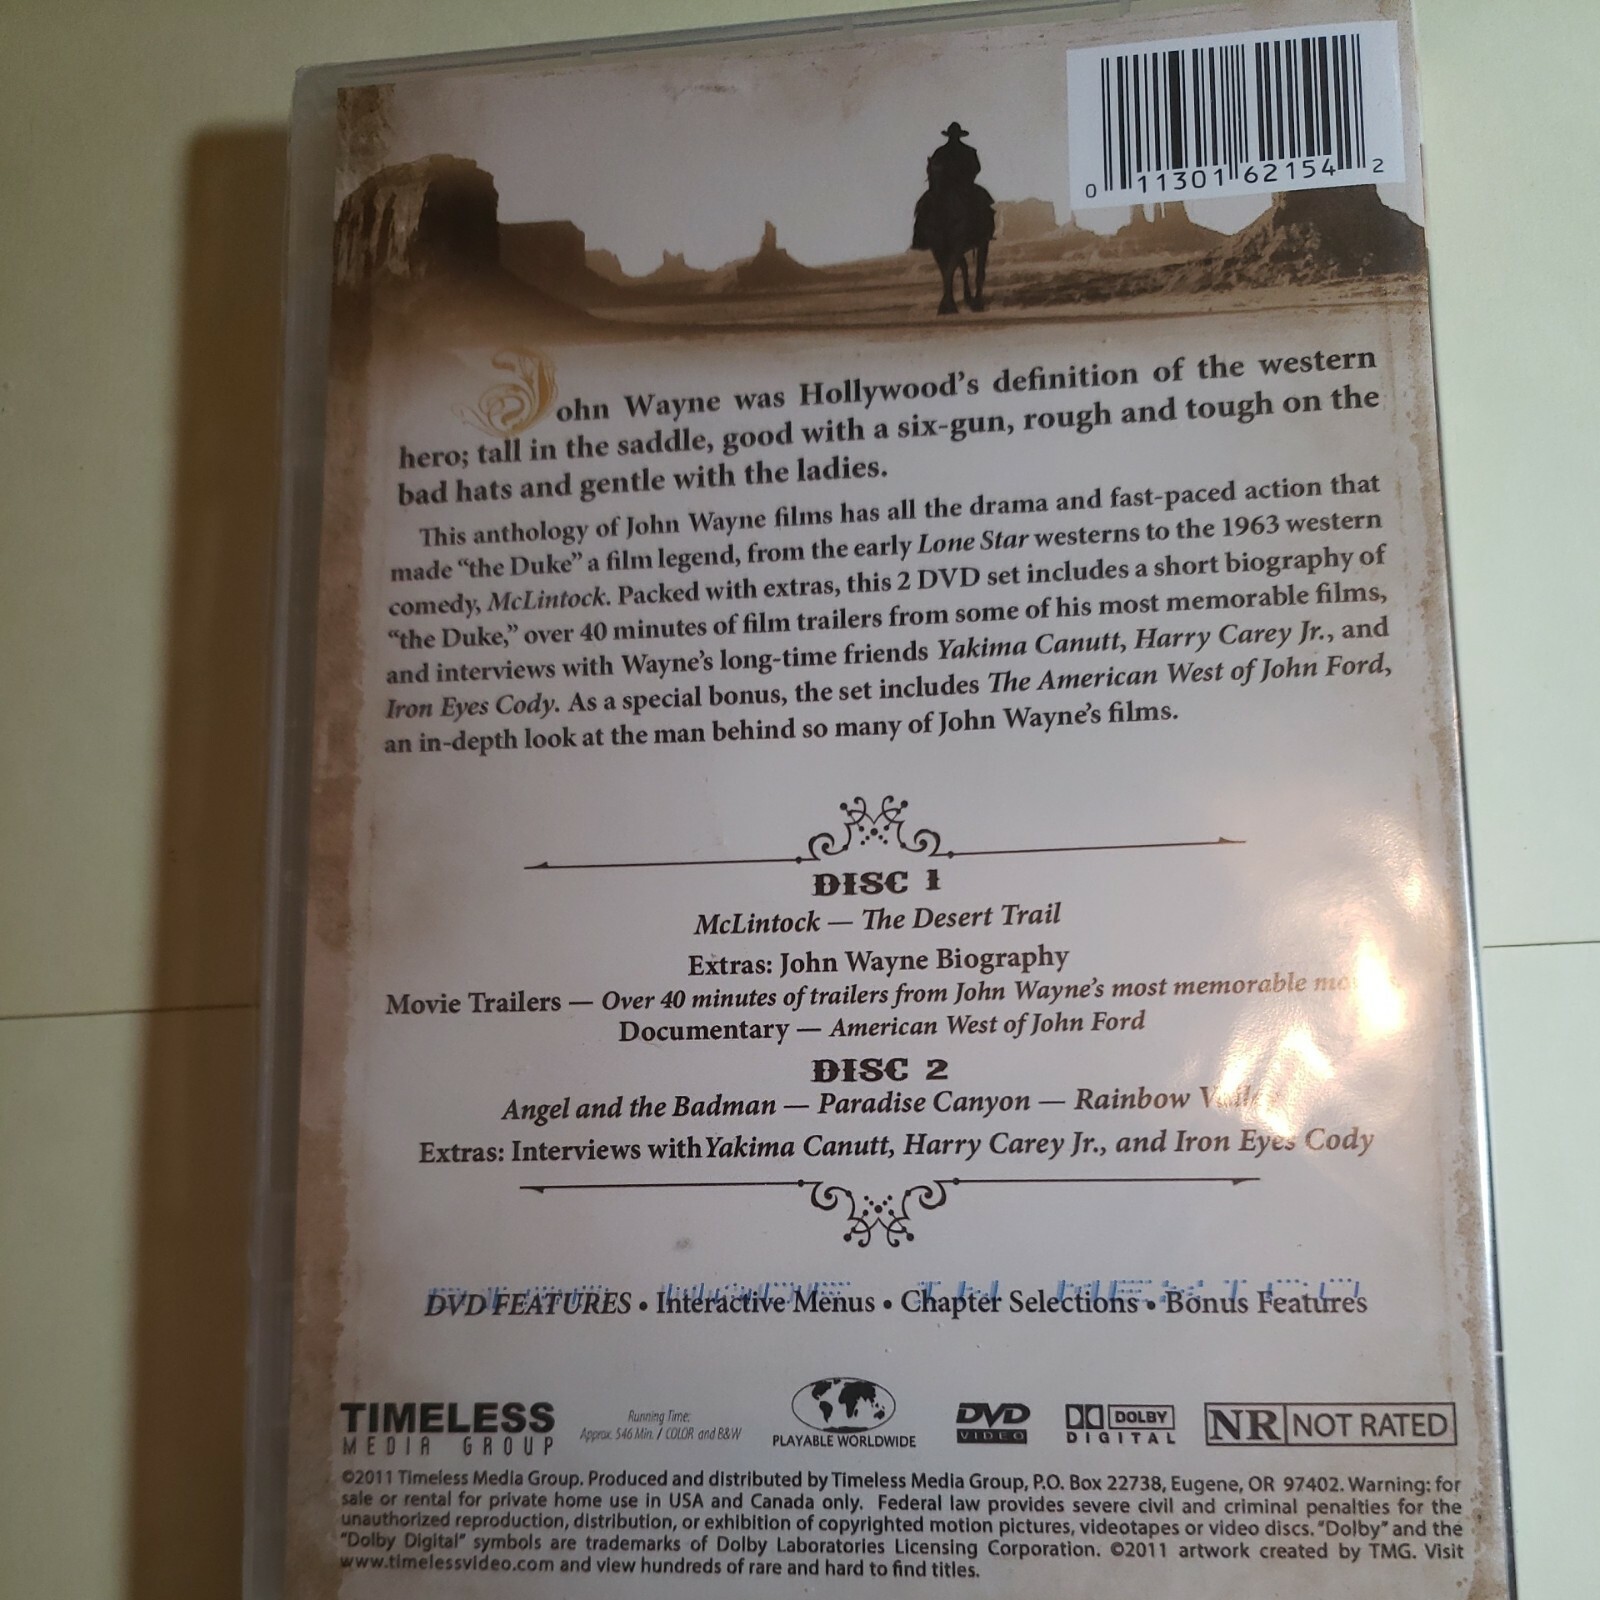 0 11301 62154 2
John Wayne was Hollywood's definition of the western
hero; tall in the saddle, good with a six-gun, rough and tough on the
bad hats and gentle with the ladies.
This anthology of John Wayne films has all the drama and fast-paced action that
made "the Duke" a film legend, from the early Lone Star westerns to the 1963 western
comedy, McLintock. Packed with extras, this 2 DVD set includes a short biography of
"the Duke," over 40 minutes of film trailers from some of his most memorable films,
and interviews with Wayne's long-time friends Yakima Canutt, Harry Carey Jr., and
Iron Eyes Cody. As a special bonus, the set includes The American West of John Ford,
an in-depth look at the man behind so many of John Wayne's films.
DISC 1
McLintock — The Desert Trail
Extras: John Wayne Biography
Movie Trailers — Over 40 minutes of trailers from John Wayne's most memorable
Documentary — American West of John Ford
DISC 2
Angel and the Badman — Paradise Canyon — Rainbow Valley
Extras: Interviews with Yakima Canutt, Harry Carey Jr., and Iron Eyes Cody
DVD FEATURES • Interactive Menus • Chapter Selections • Bonus Features
TIMELESS
MEDIA GROUP
Running Time:
Approx. 546 Min. / COLOR and B&W
PLAYABLE WORLDWIDE
DVD
VIDEO
DOLBY
DIGITAL
NR NOT RATED
©2011 Timeless Media Group. Produced and distributed by Timeless Media Group, P.O. Box 22738, Eugene, OR 97402. Warning: for
sale or rental for private home use in USA and Canada only. Federal law provides severe civil and criminal penalties for the
unauthorized reproduction, distribution, or exhibition of copyrighted motion pictures, videotapes or video discs. "Dolby" and the
"Dolby Digital" symbols are trademarks of Dolby Laboratories Licensing Corporation. ©2011 artwork created by TMG. Visit
www.timelessvideo.com and view hundreds of rare and hard to find titles.